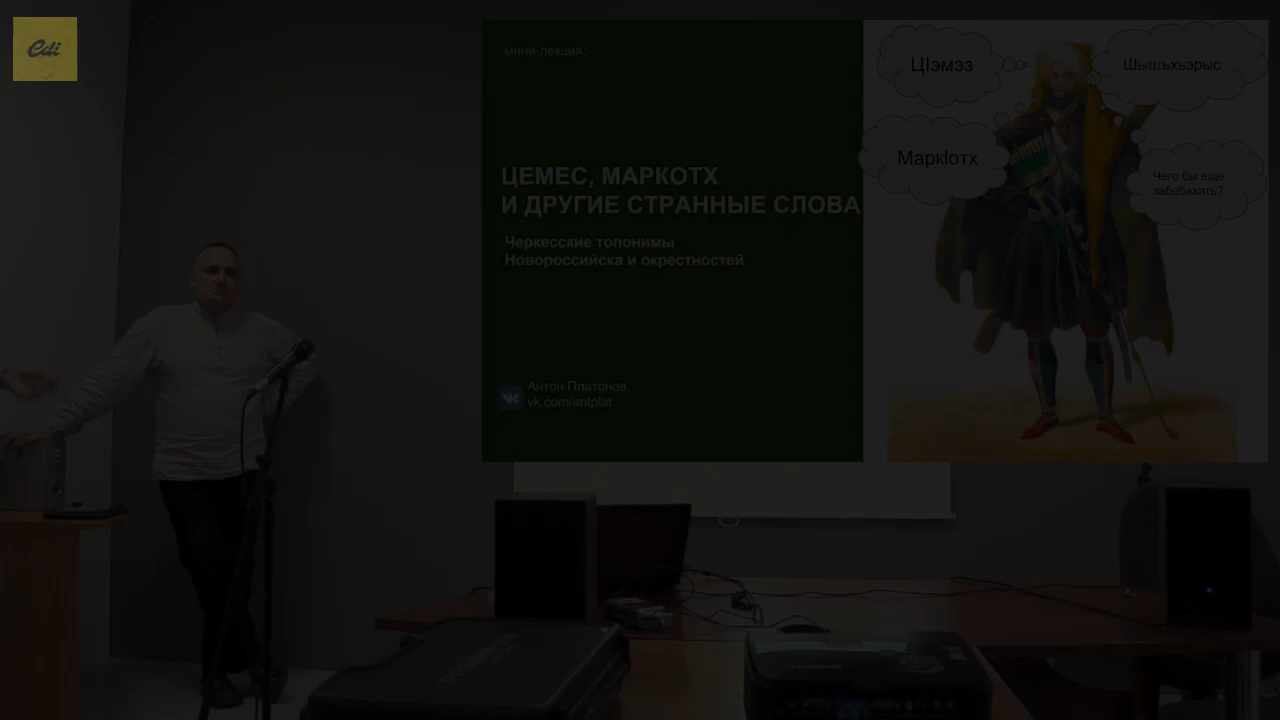 Cdi
мини-лекция:
ЦЕМЕС, МАРКОТХ
И ДРУГИЕ СТРАННЫЕ СЛОВА
Черкесские топонимы
Новороссийска и окрестностей
Антон Платонов
vk.com/antplat
ЦӀэмэз
Шышъхьэрыс
МаркӀотх
Чего бы еще
забабахать?